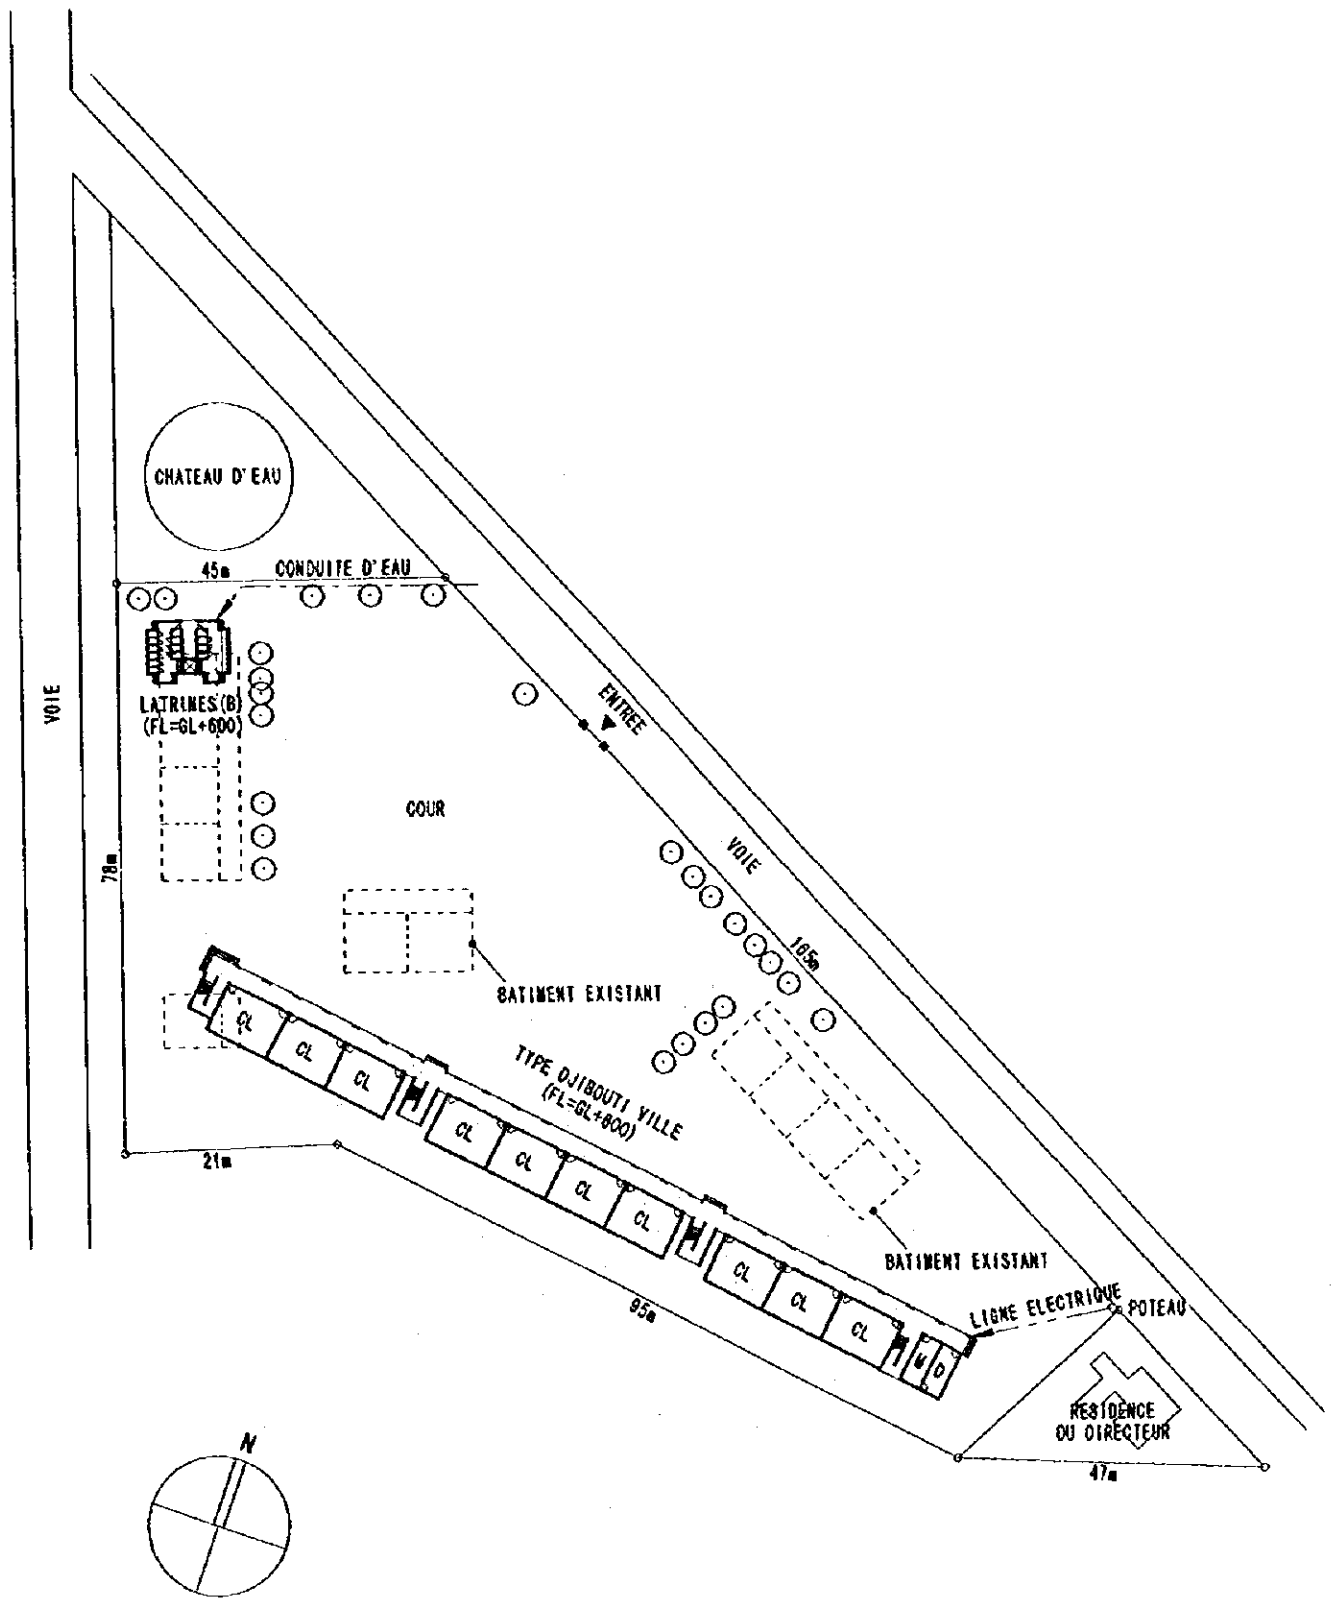 CHATEAU D'EAU
45m
CONDUITE D'EAU
LATRINES(B)
(FL=GL+600)
VOIE
ENTREE
COUR
VOIE
78m
165m
BATIMENT EXISTANT
TYPE DJIBOUTI VILLE
(FL=GL+600)
CL
CL
CL
CL
CL
CL
CL
CL
CL
CL
M
D
21m
95m
BATIMENT EXISTANT
LIGNE ELECTRIQUE
POTEAU
RESIDENCE
DU DIRECTEUR
47m
N